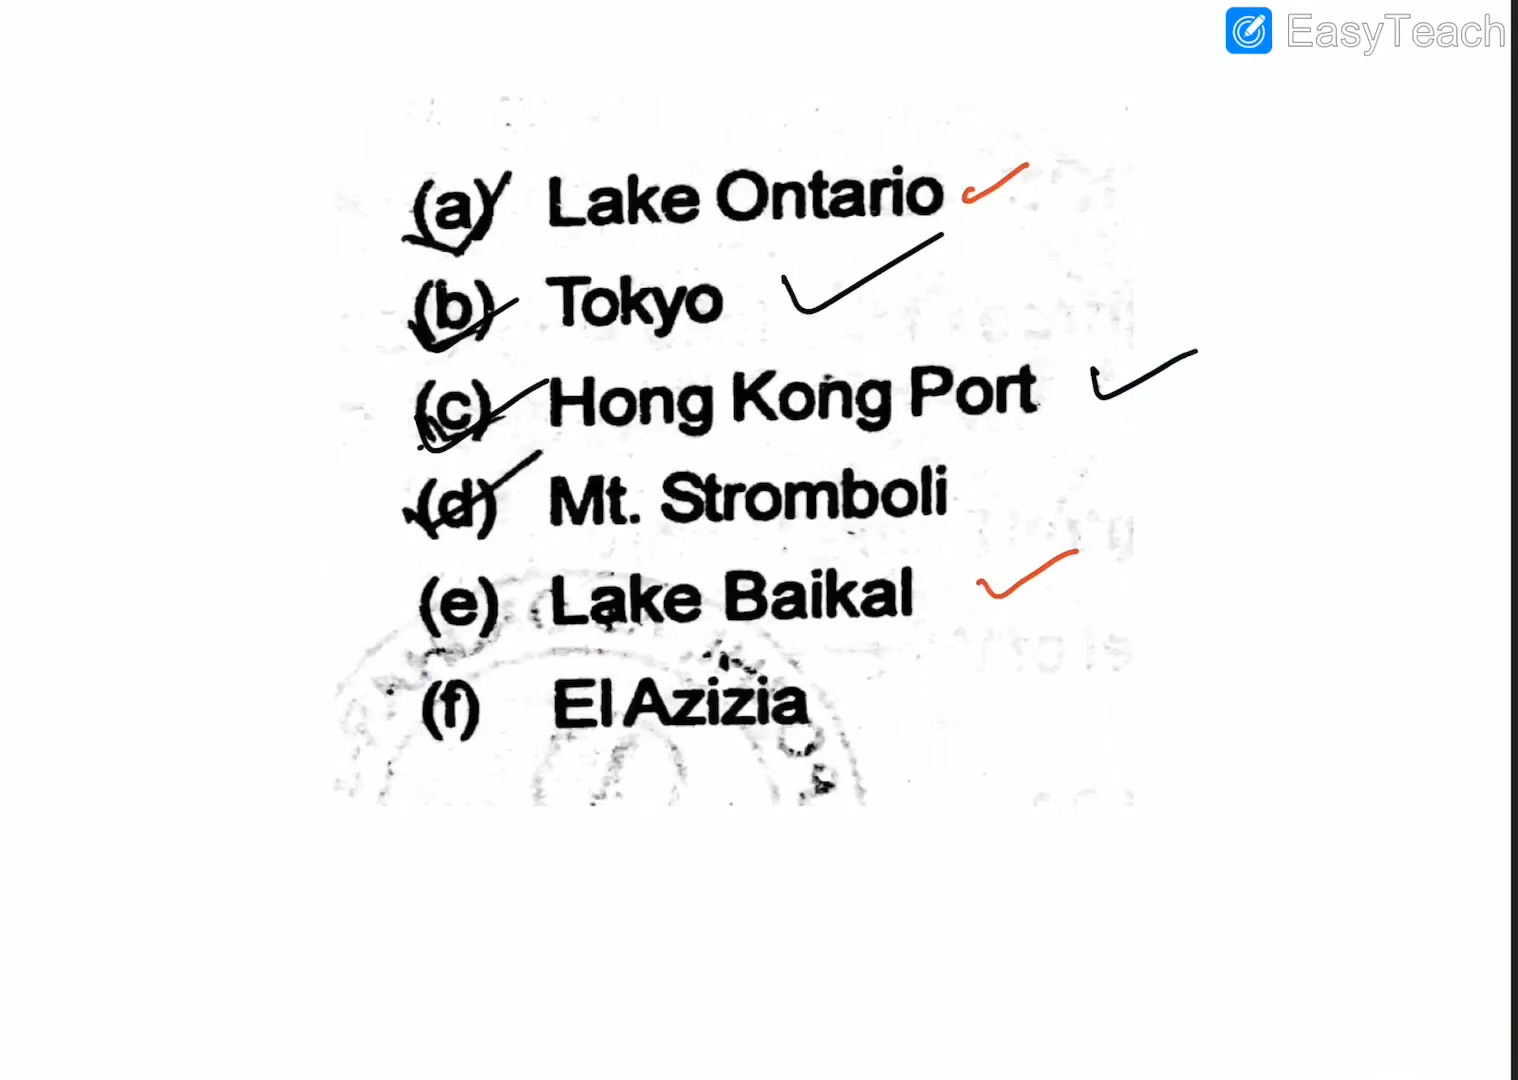 EasyTeach
(a) Lake Ontario
(b) Tokyo
(c) Hong Kong Port
(d) Mt. Stromboli
(e) Lake Baikal
(f) El Azizia